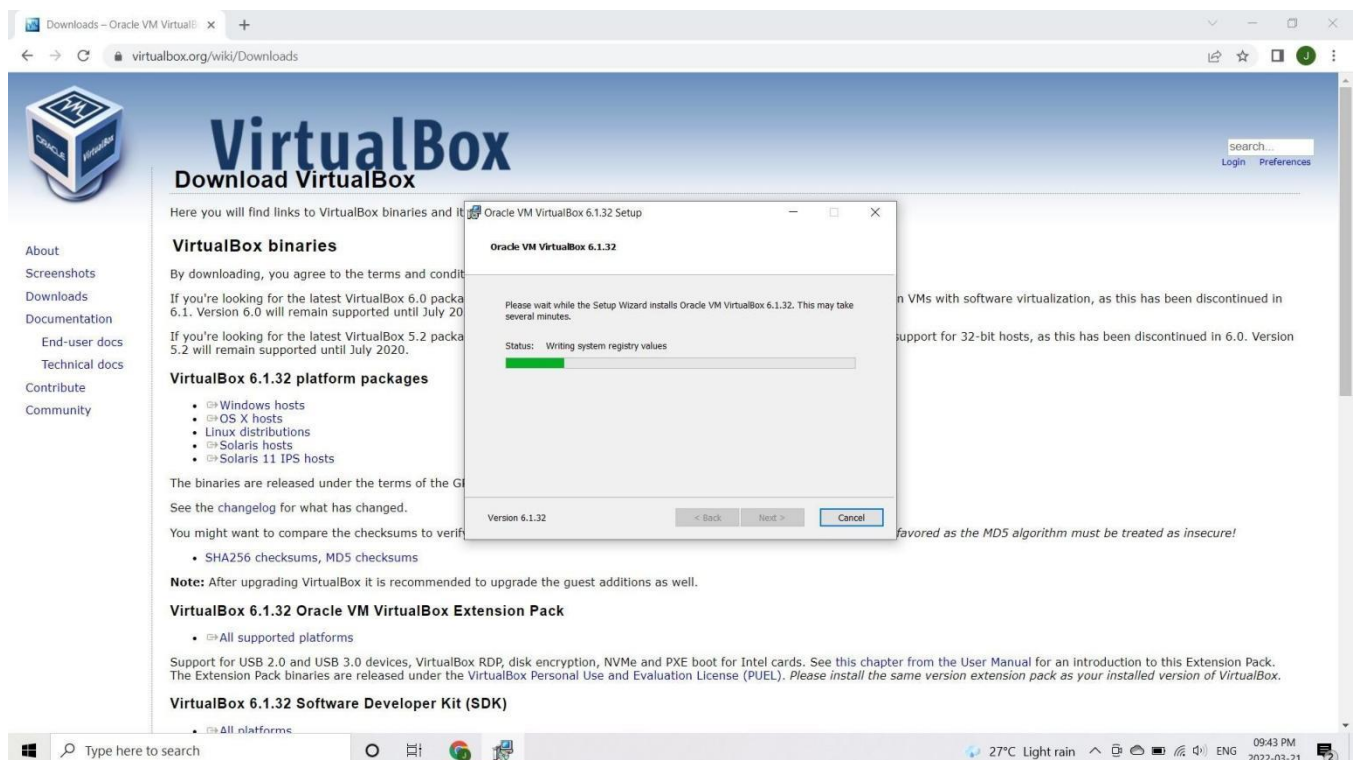 Downloads – Oracle VM VirtualB
virtualbox.org/wiki/Downloads
J
ORACLE
VirtualBox
VirtualBox
search...
Login Preferences
Download VirtualBox
Here you will find links to VirtualBox binaries and it
About
Screenshots
Downloads
Documentation
End-user docs
Technical docs
Contribute
Community
VirtualBox binaries
By downloading, you agree to the terms and condit
If you're looking for the latest VirtualBox 6.0 packa
n VMs with software virtualization, as this has been discontinued in
6.1. Version 6.0 will remain supported until July 20
If you're looking for the latest VirtualBox 5.2 packa
support for 32-bit hosts, as this has been discontinued in 6.0. Version
5.2 will remain supported until July 2020.
VirtualBox 6.1.32 platform packages
Windows hosts
OS X hosts
Linux distributions
Solaris hosts
Solaris 11 IPS hosts
The binaries are released under the terms of the G
See the changelog for what has changed.
You might want to compare the checksums to verify
favored as the MD5 algorithm must be treated as insecure!
SHA256 checksums, MD5 checksums
Note: After upgrading VirtualBox it is recommended to upgrade the guest additions as well.
VirtualBox 6.1.32 Oracle VM VirtualBox Extension Pack
All supported platforms
Support for USB 2.0 and USB 3.0 devices, VirtualBox RDP, disk encryption, NVMe and PXE boot for Intel cards. See this chapter from the User Manual for an introduction to this Extension Pack.
The Extension Pack binaries are released under the VirtualBox Personal Use and Evaluation License (PUEL). Please install the same version extension pack as your installed version of VirtualBox.
VirtualBox 6.1.32 Software Developer Kit (SDK)
All platforms
Oracle VM VirtualBox 6.1.32 Setup
Oracle VM VirtualBox 6.1.32
Please wait while the Setup Wizard installs Oracle VM VirtualBox 6.1.32. This may take
several minutes.
Status: Writing system registry values
Version 6.1.32
< Back
Next >
Cancel
Type here to search
27°C Light rain
ENG
09:43 PM
2022-03-21
2